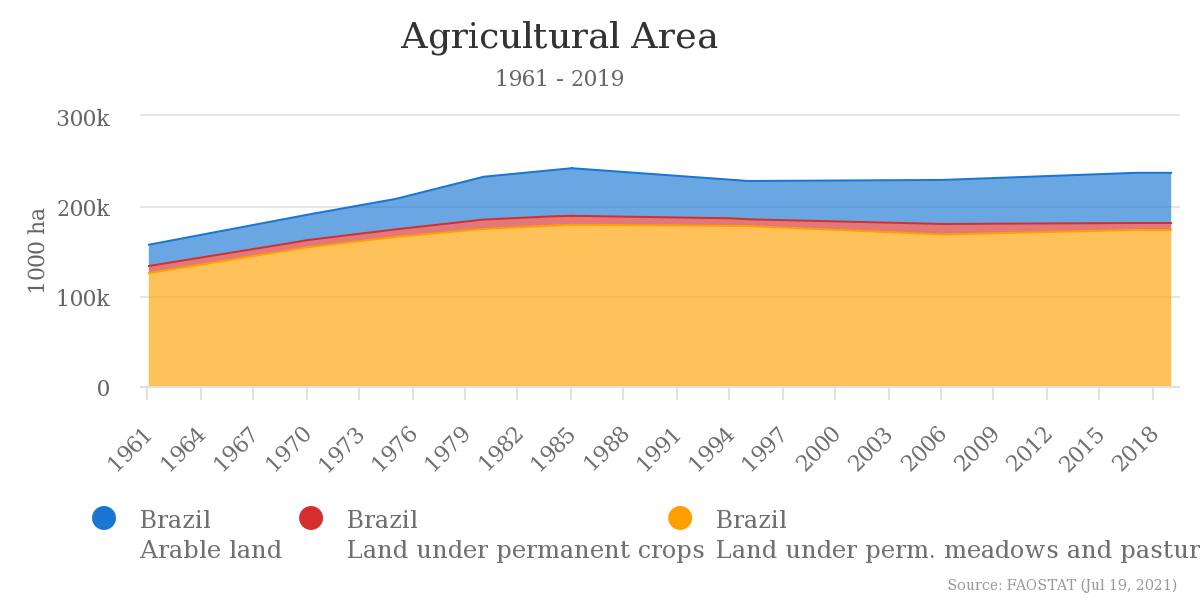 Agricultural Area
1961 - 2019
300k
200k
100k
0
1000 ha
1961 1964 1967 1970 1973 1976 1979 1982 1985 1988 1991 1994 1997 2000 2003 2006 2009 2012 2015 2018
Brazil Brazil Brazil
Arable land Land under permanent crops Land under perm. meadows and pastur
Source: FAOSTAT (Jul 19, 2021)